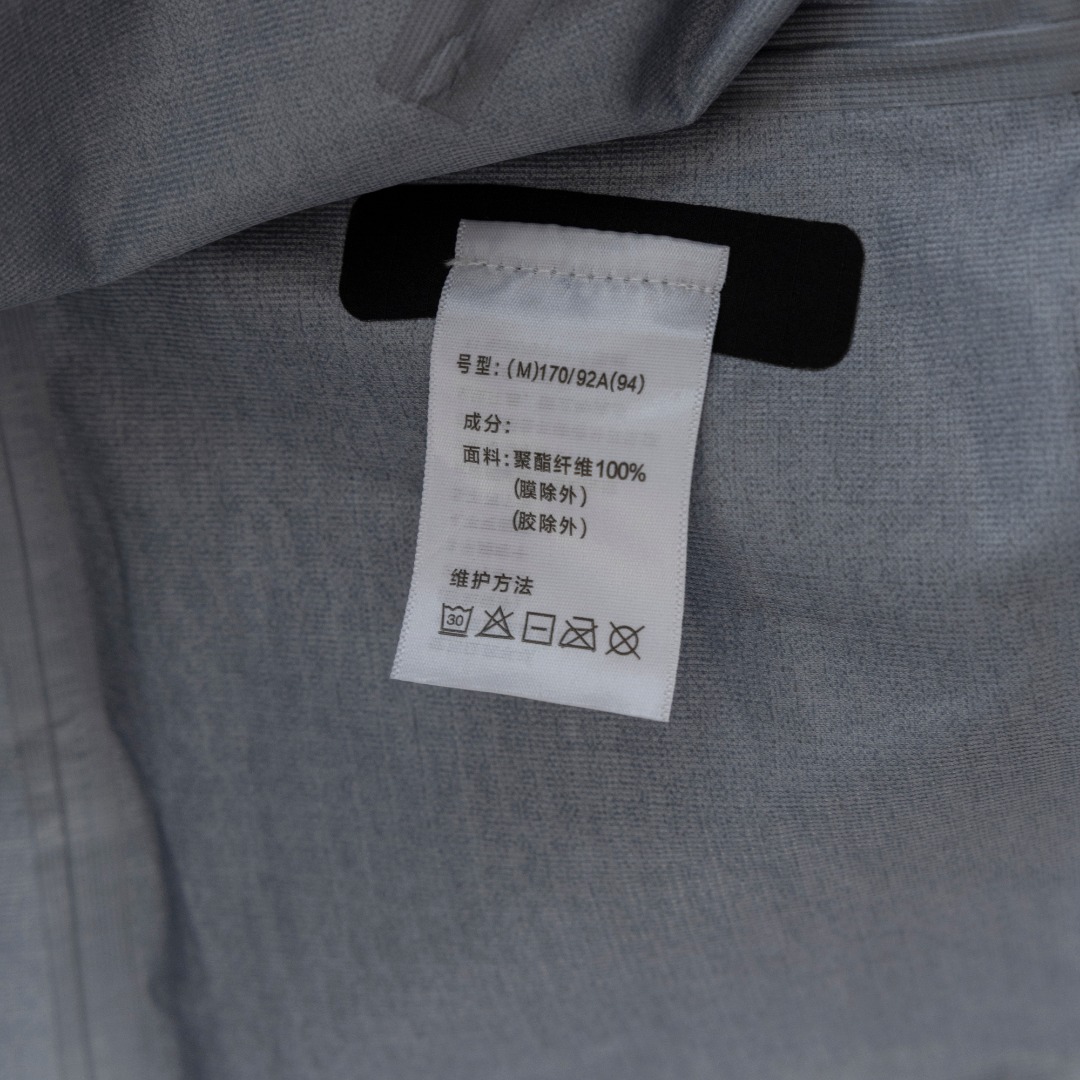 号型：(M)170/92A(94)
成分：
面料：聚酯纤维100%
(膜除外)
(胶除外)
维护方法
30